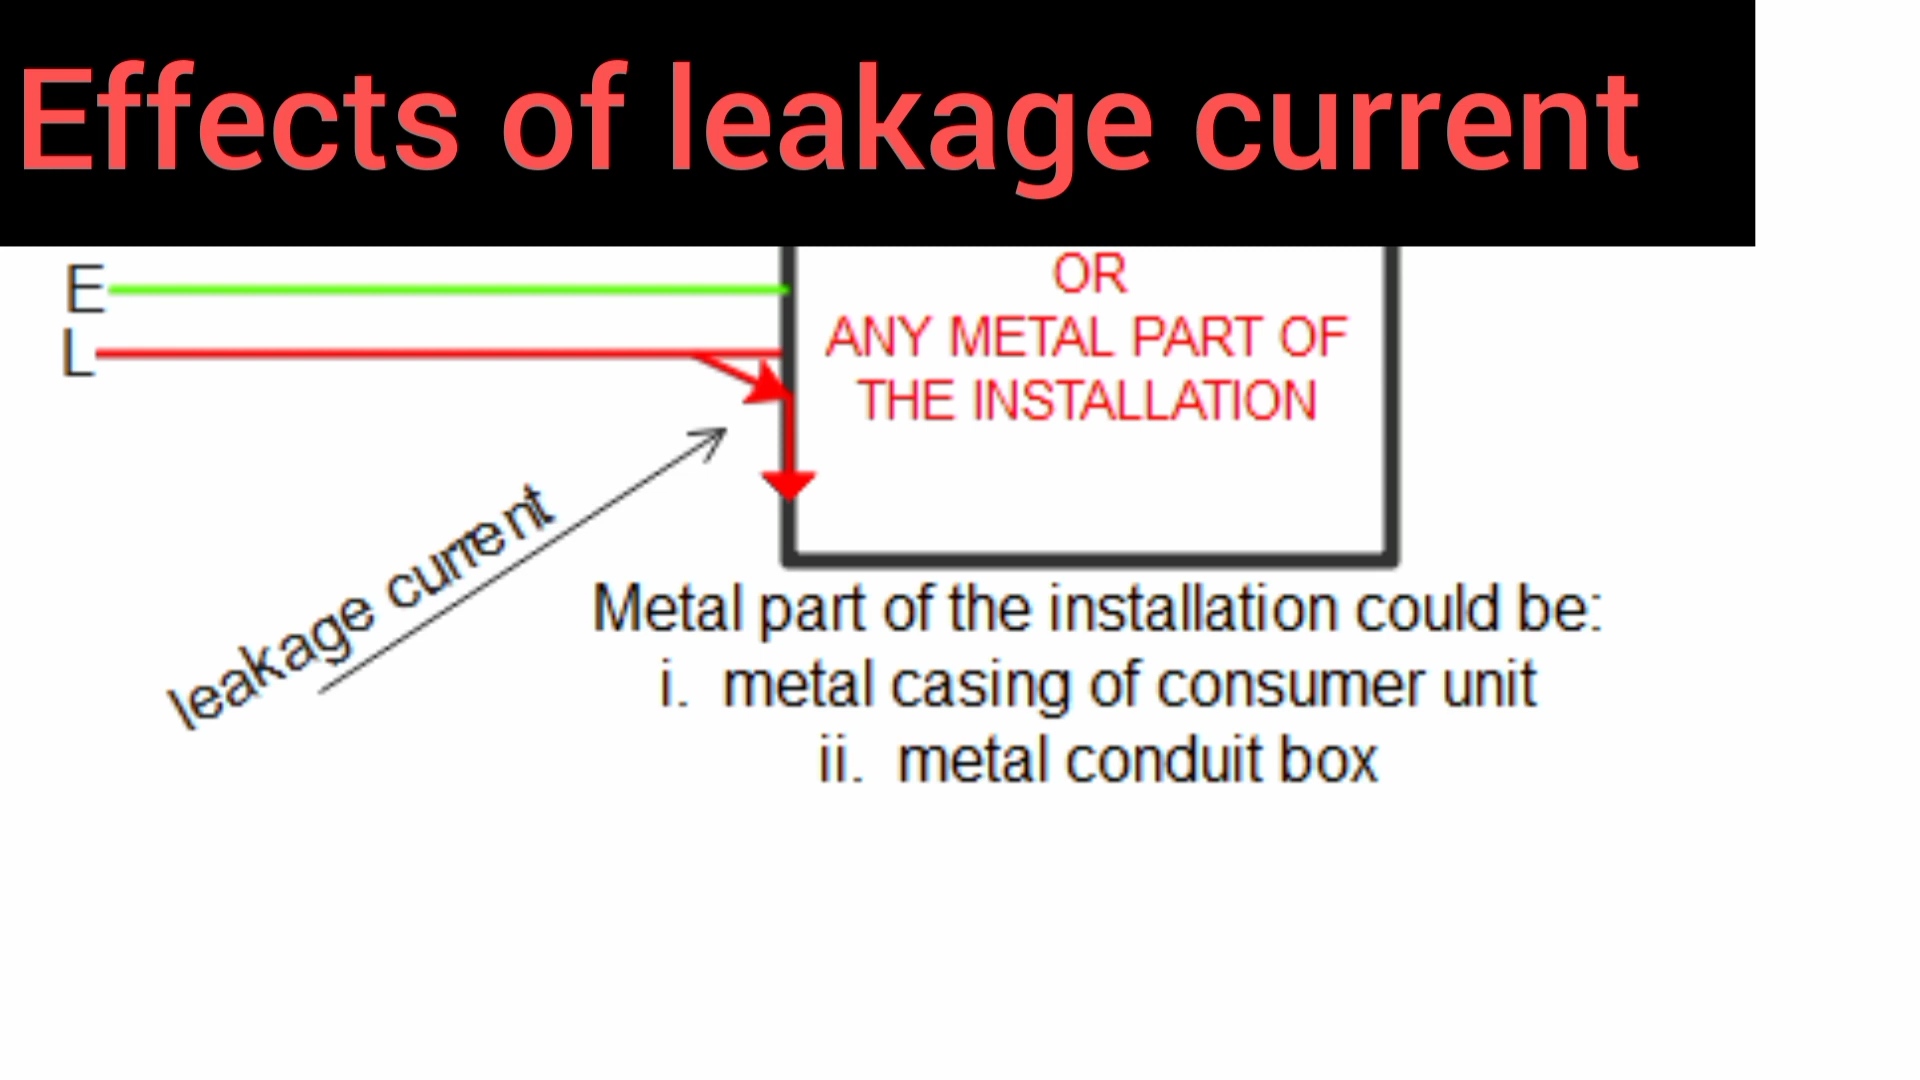 Effects of leakage current
E
OR
L
ANY METAL PART OF
THE INSTALLATION
leakage current
Metal part of the installation could be:
i. metal casing of consumer unit
ii. metal conduit box